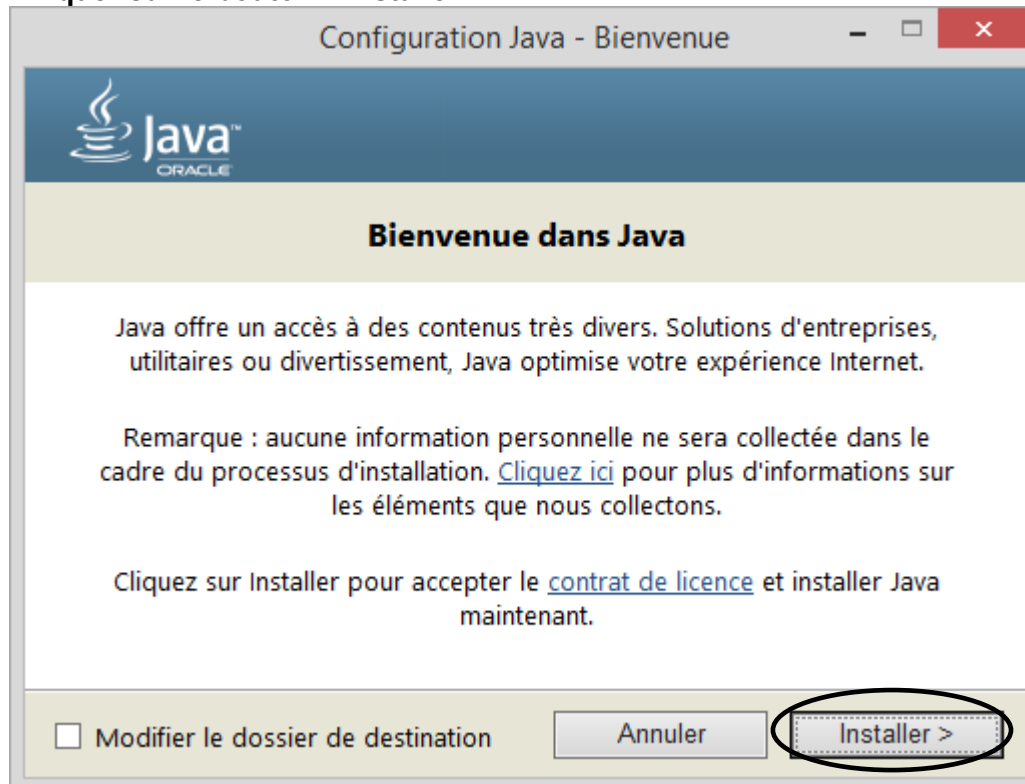 Configuration Java - Bienvenue
Java™
ORACLE
Bienvenue dans Java
Java offre un accès à des contenus très divers. Solutions d'entreprises,
utilitaires ou divertissement, Java optimise votre expérience Internet.
Remarque : aucune information personnelle ne sera collectée dans le
cadre du processus d'installation. Cliquez ici pour plus d'informations sur
les éléments que nous collectons.
Cliquez sur Installer pour accepter le contrat de licence et installer Java
maintenant.
Modifier le dossier de destination
Annuler
Installer >